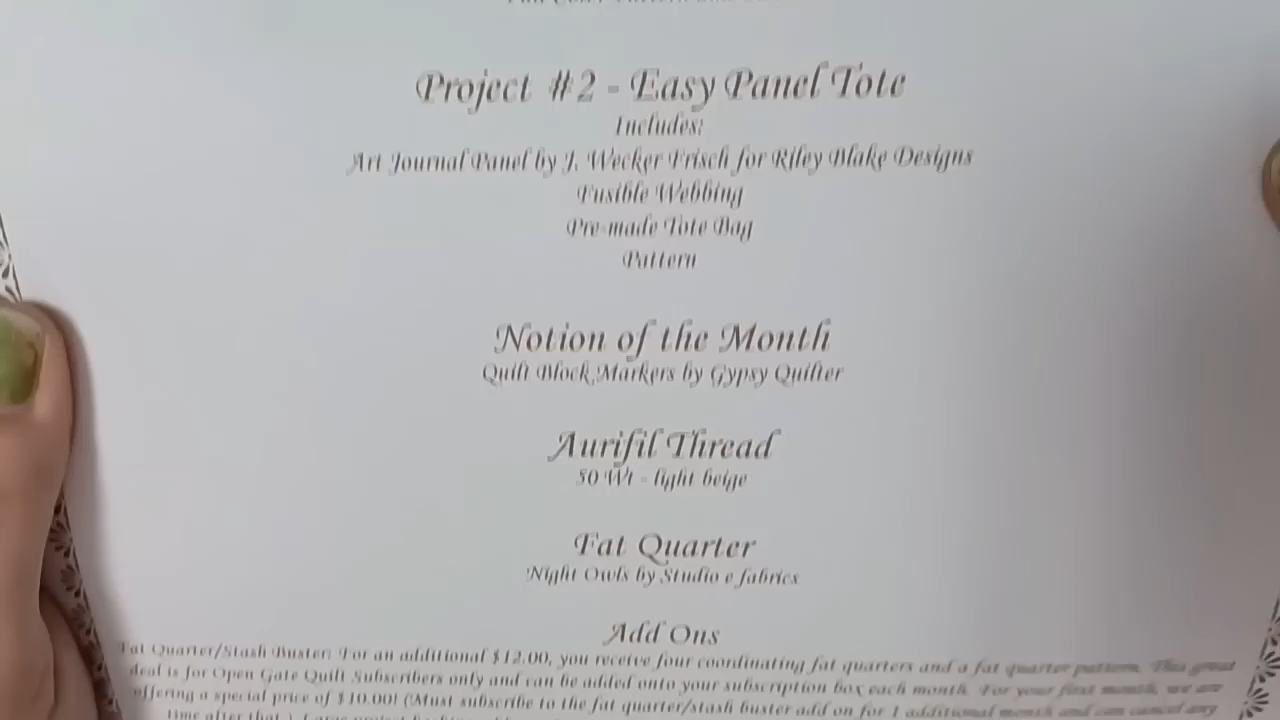 Project #2 - Easy Panel Tote
Includes:
Art Journal Panel by J. Wecker Frisch for Riley Blake Designs
Fusible Webbing
Pre-made Tote Bag
Pattern
Notion of the Month
Quilt Block Markers by Gypsy Quilter
Aurifil Thread
50 Wt - light beige
Fat Quarter
Night Owls by Studio e fabrics
Add Ons
Fat Quarter/Stash Buster: For an additional $12.00, you receive four coordinating fat quarters and a fat quarter pattern. This great
deal is for Open Gate Quilt Subscribers only and can be added onto your subscription box each month. For your first month, we are
offering a special price of $10.00! (Must subscribe to the fat quarter/stash buster add on for 1 additional month and can cancel any
time after that.)